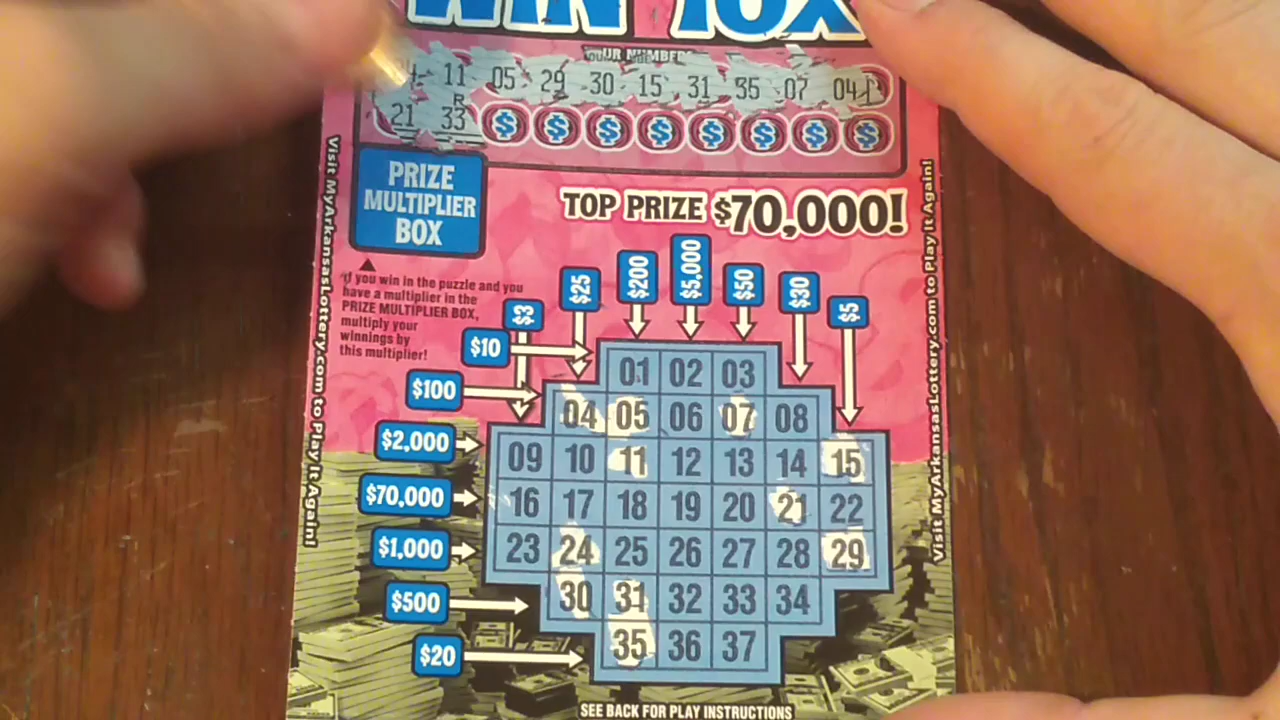 WIN 10X
YOUR NUMBERS
24 11 05 29 30 15 31 35 07 04
21 33
R
PRIZE
MULTIPLIER
BOX
TOP PRIZE $70,000!
If you win in the puzzle and you
have a multiplier in the
PRIZE MULTIPLIER BOX,
multiply your
winnings by
this multiplier!
$3 $25 $200 $5,000 $50 $30 $5
$10 01 02 03
$100 04 05 06 07 08
$2,000 09 10 11 12 13 14 15
$70,000 16 17 18 19 20 21 22
$1,000 23 24 25 26 27 28 29
$500 30 31 32 33 34
$20 35 36 37
SEE BACK FOR PLAY INSTRUCTIONS
Visit MyArkansasLottery.com to Play It Again!
Visit MyArkansasLottery.com to Play It Again!